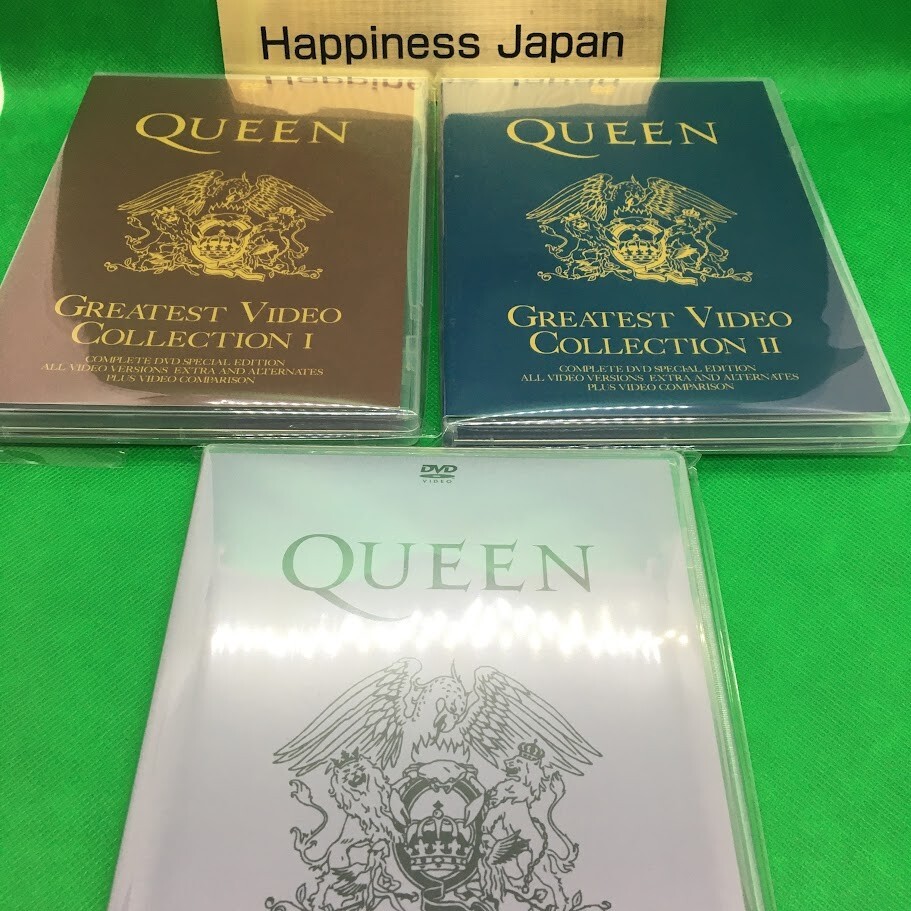 Happiness Japan
QUEEN
GREATEST VIDEO
COLLECTION I
COMPLETE DVD SPECIAL EDITION
ALL VIDEO VERSIONS EXTRA AND ALTERNATES
PLUS VIDEO COMPARISON
QUEEN
GREATEST VIDEO
COLLECTION II
COMPLETE DVD SPECIAL EDITION
ALL VIDEO VERSIONS EXTRA AND ALTERNATES
PLUS VIDEO COMPARISON
DVD
VIDEO
QUEEN